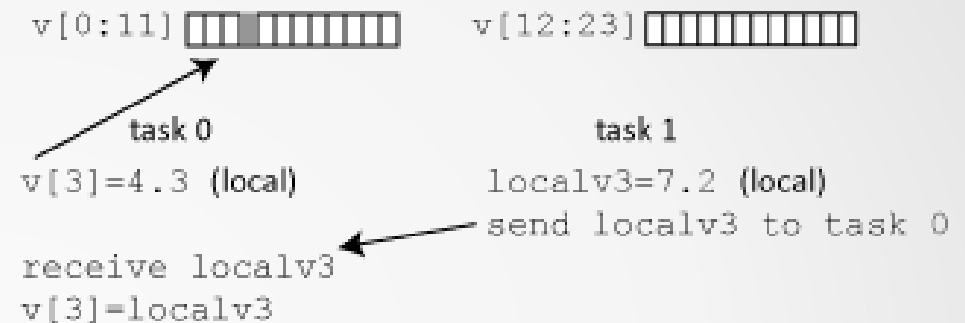 v[0:11] v[12:23]
task 0 task 1
v[3]=4.3 (local) localv3=7.2 (local)
send localv3 to task 0
receive localv3
v[3]=localv3